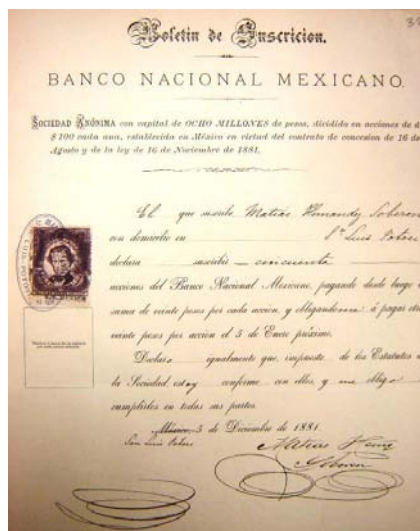 Boletin de Suscricion.
BANCO NACIONAL MEXICANO.
SOCIEDAD ANÓNIMA con capital de OCHO MILLONES de pesos, dividido en acciones de á
$100 cada una, establecida en México en virtud del contrato de concesion de 16 de
Agosto y de la ley de 16 de Noviembre de 1881.
El que suscribe Matías Hernandez Soberon
con domicilio en Sn. Luis Potosí
declara suscribir cincuenta
acciones del Banco Nacional Mexicano, pagando desde luego
suma de veinte pesos por cada accion, y obligandome á pagar
veinte pesos por accion el 5 de Enero próximo.
Declaro igualmente que, impuesto de los Estatutos
la Sociedad, estoy conforme con ellos, y me obligo
cumplirlos en todas sus partes.
México 5 de Diciembre de 1881.
San Luis Potosí
Matías
Soberon